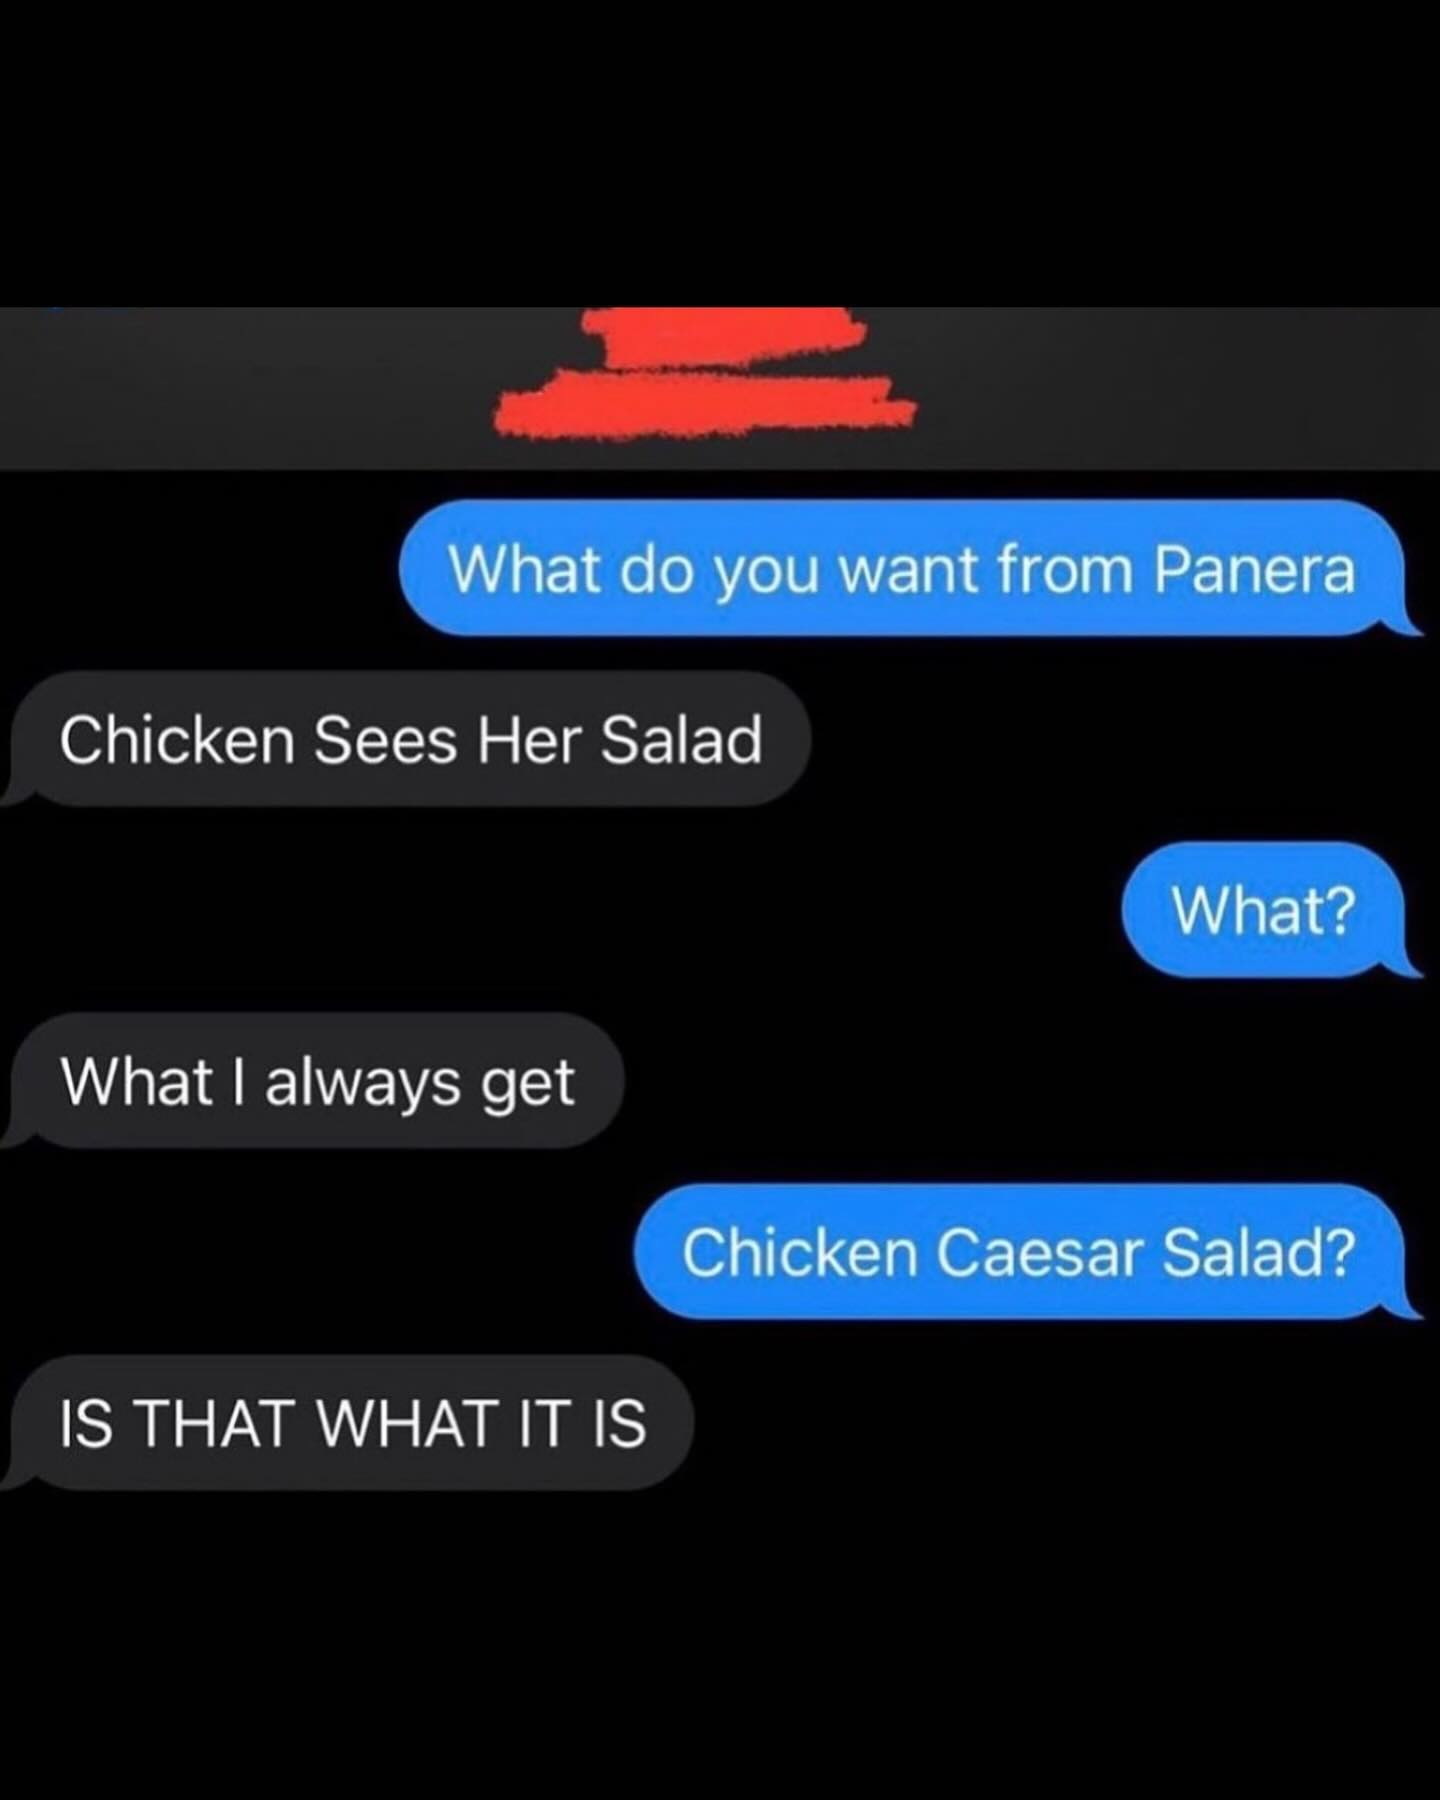 What do you want from Panera
Chicken Sees Her Salad
What?
What I always get
Chicken Caesar Salad?
IS THAT WHAT IT IS